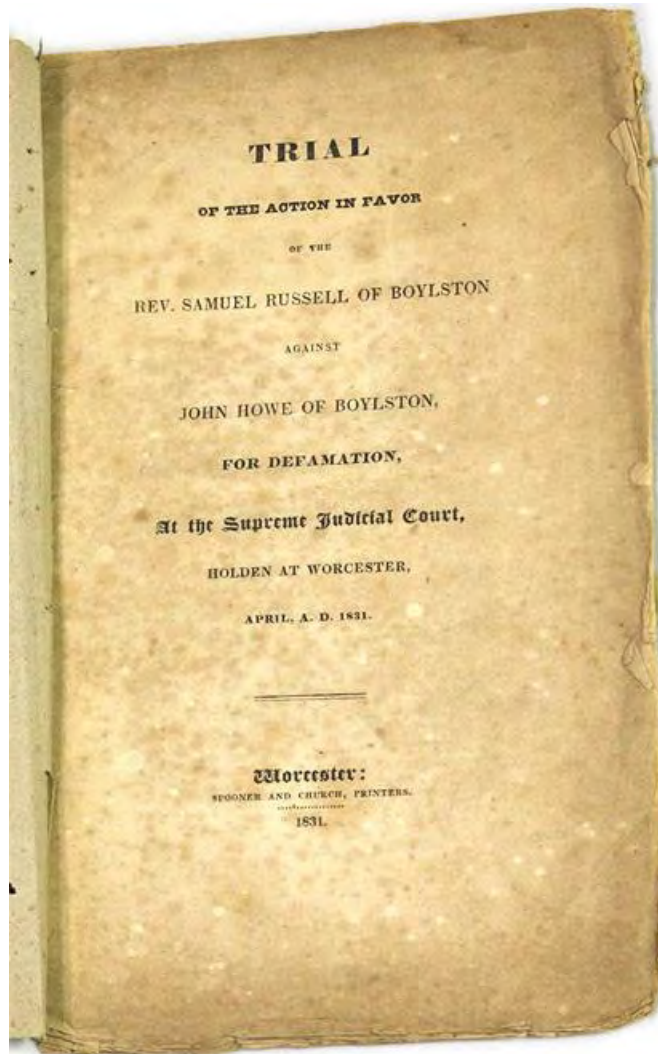 TRIAL
OF THE ACTION IN FAVOR
OF THE
REV. SAMUEL RUSSELL OF BOYLSTON
AGAINST
JOHN HOWE OF BOYLSTON,
FOR DEFAMATION,
At the Supreme Judicial Court,
HOLDEN AT WORCESTER,
APRIL, A. D. 1831.
Worcester:
SPOONER AND CHURCH, PRINTERS.
1831.